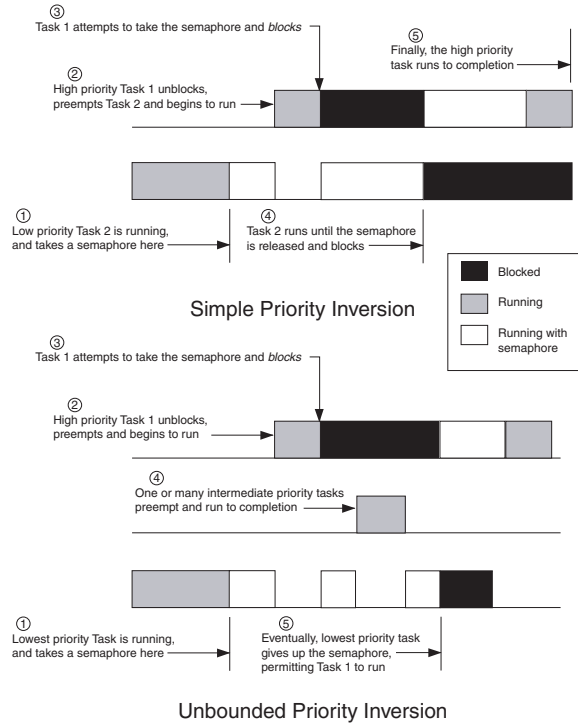 ③
Task 1 attempts to take the semaphore and blocks
⑤
Finally, the high priority
task runs to completion
②
High priority Task 1 unblocks,
preempts Task 2 and begins to run
①
Low priority Task 2 is running,
and takes a semaphore here
④
Task 2 runs until the semaphore
is released and blocks
Blocked
Running
Running with
semaphore
Simple Priority Inversion
③
Task 1 attempts to take the semaphore and blocks
②
High priority Task 1 unblocks,
preempts and begins to run
④
One or many intermediate priority tasks
preempt and run to completion
①
Lowest priority Task is running,
and takes a semaphore here
⑤
Eventually, lowest priority task
gives up the semaphore,
permitting Task 1 to run
Unbounded Priority Inversion